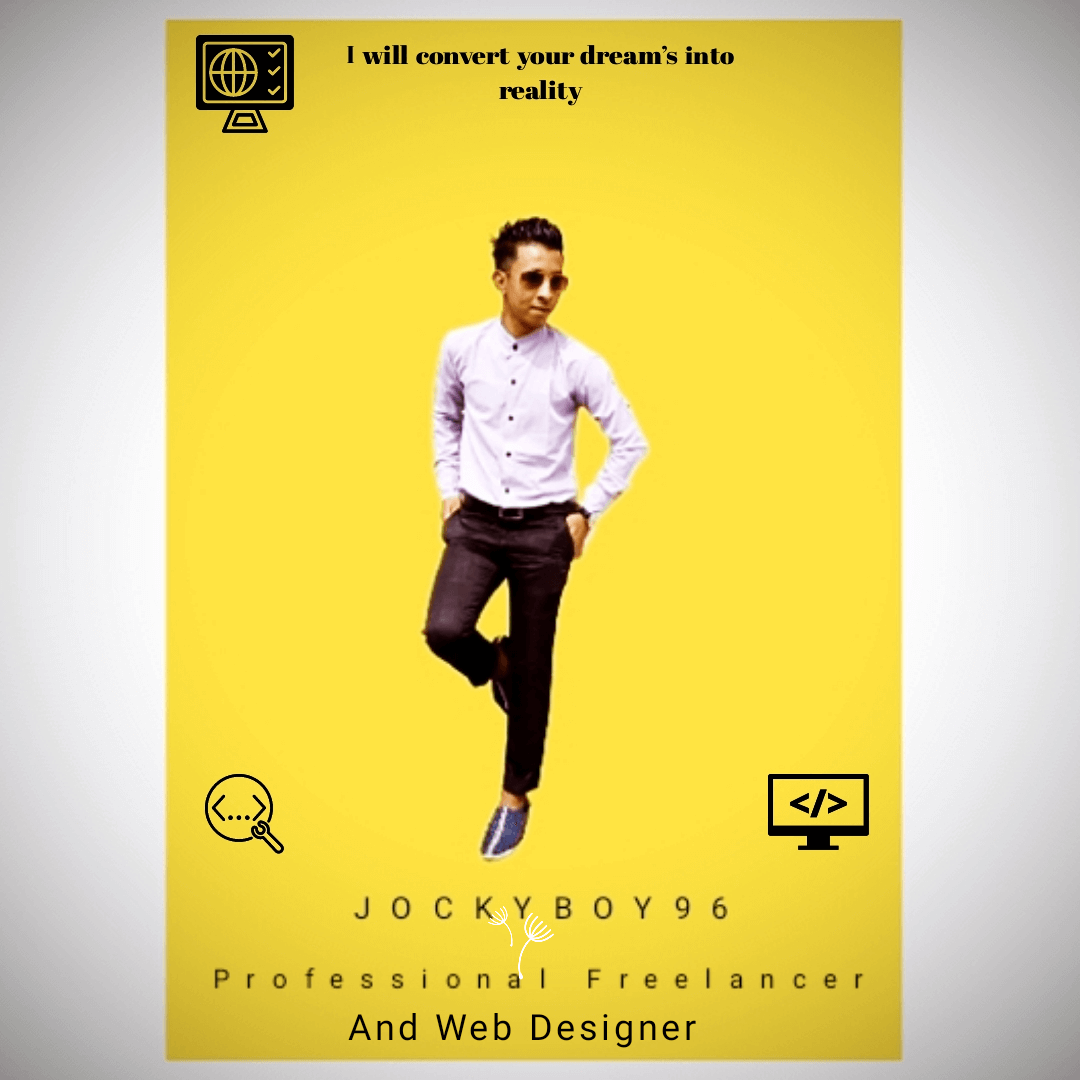 I will convert your dream’s into
reality
</>
<....>
JOCKYBOY96
Professional Freelancer
And Web Designer